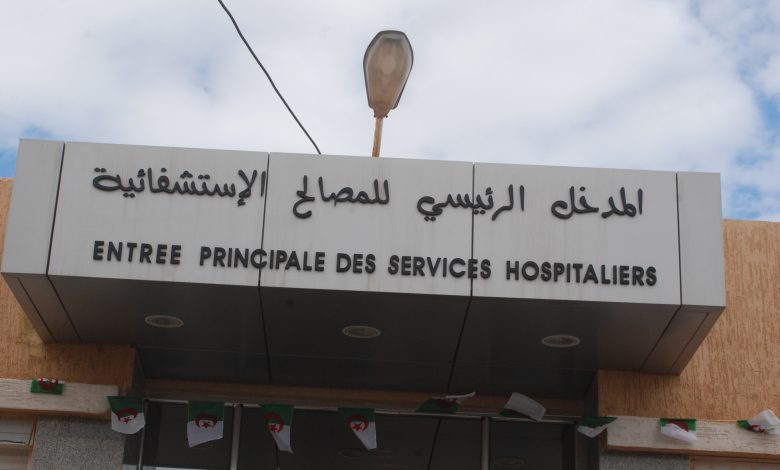 المدخل الرئيسي للمصالح الإستشفائية
ENTREE PRINCIPALE DES SERVICES HOSPITALIERS